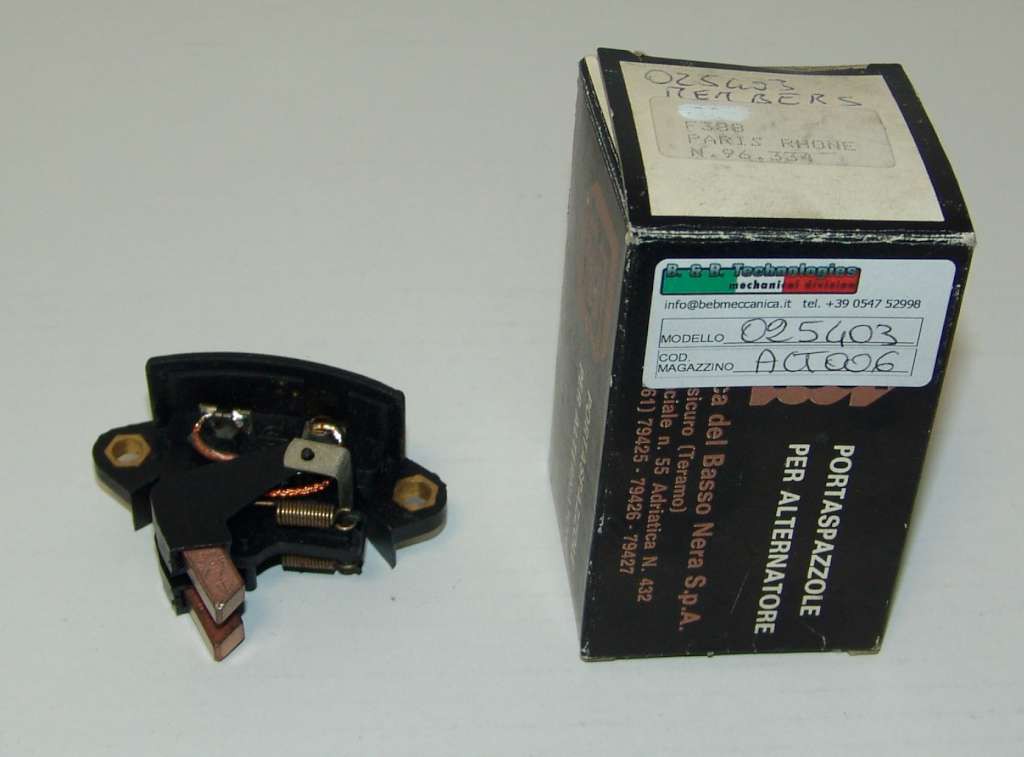 025403
MEMBERS
F388
PARIS RHONE
N.96.334
B. & B. Technologies
mechanical division
info@bebmeccanica.it tel. +39 0547 52998
MODELLO 025403
COD.
MAGAZZINO ACT006
PORTASPAZZOLE
PER ALTERNATORE
ca del Basso Nera S.p.A.
sicuro (Teramo)
ciale n. 55 Adriatica N. 432
61) 79425 - 79426 - 79427